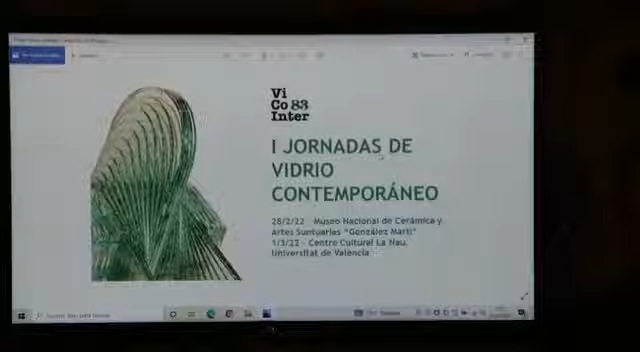 Vi
Co 83
Inter
I JORNADAS DE
VIDRIO
CONTEMPORÁNEO
28/2/22 - Museo Nacional de Cerámica y
Artes Suntuarias "González Martí"
1/3/22 - Centro Cultural La Nau.
Universitat de València